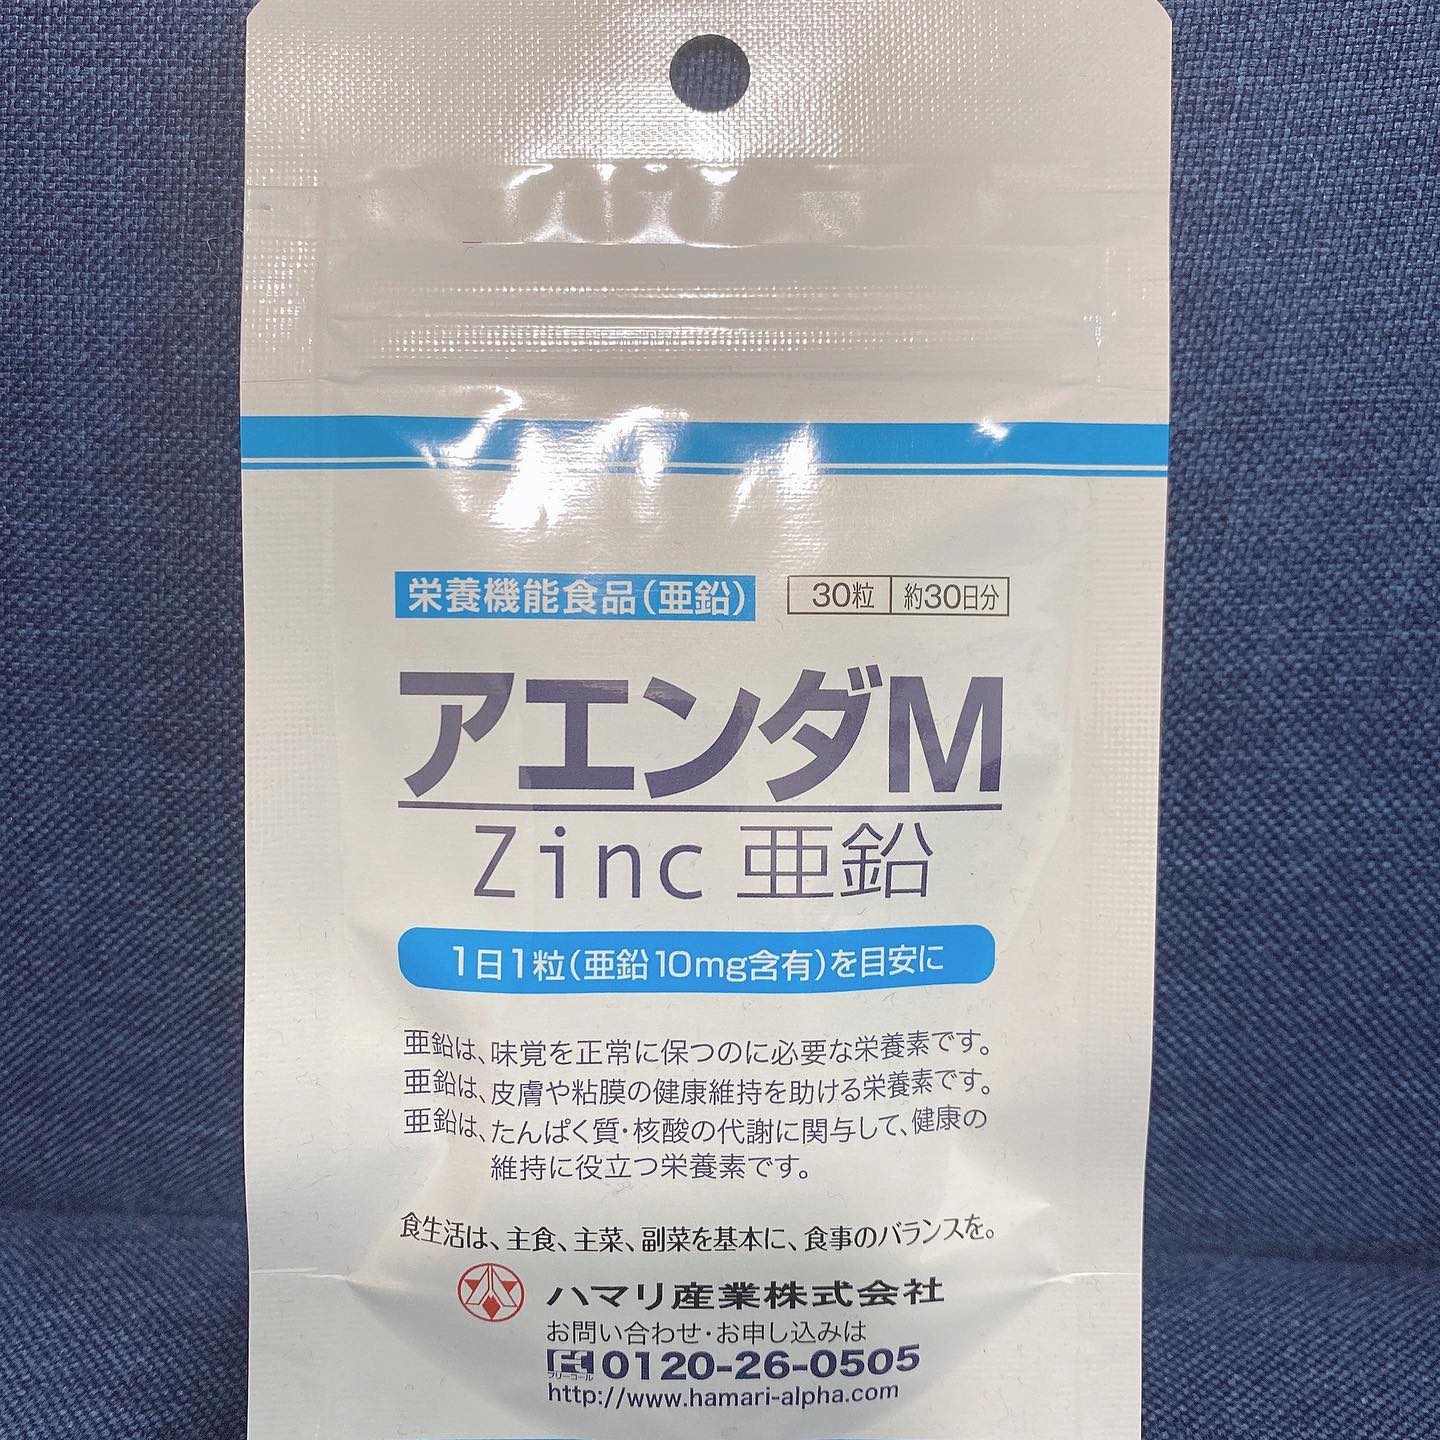 栄養機能食品(亜鉛)
30粒 約30日分
アエンダM
Zinc 亜鉛
1日1粒(亜鉛10mg含有)を目安に
亜鉛は、味覚を正常に保つのに必要な栄養素です。
亜鉛は、皮膚や粘膜の健康維持を助ける栄養素です。
亜鉛は、たんぱく質・核酸の代謝に関与して、健康の
維持に役立つ栄養素です。
食生活は、主食、主菜、副菜を基本に、食事のバランスを。
ハマリ産業株式会社
お問い合わせ・お申し込みは
フリーコール 0120-26-0505
http://www.hamari-alpha.com